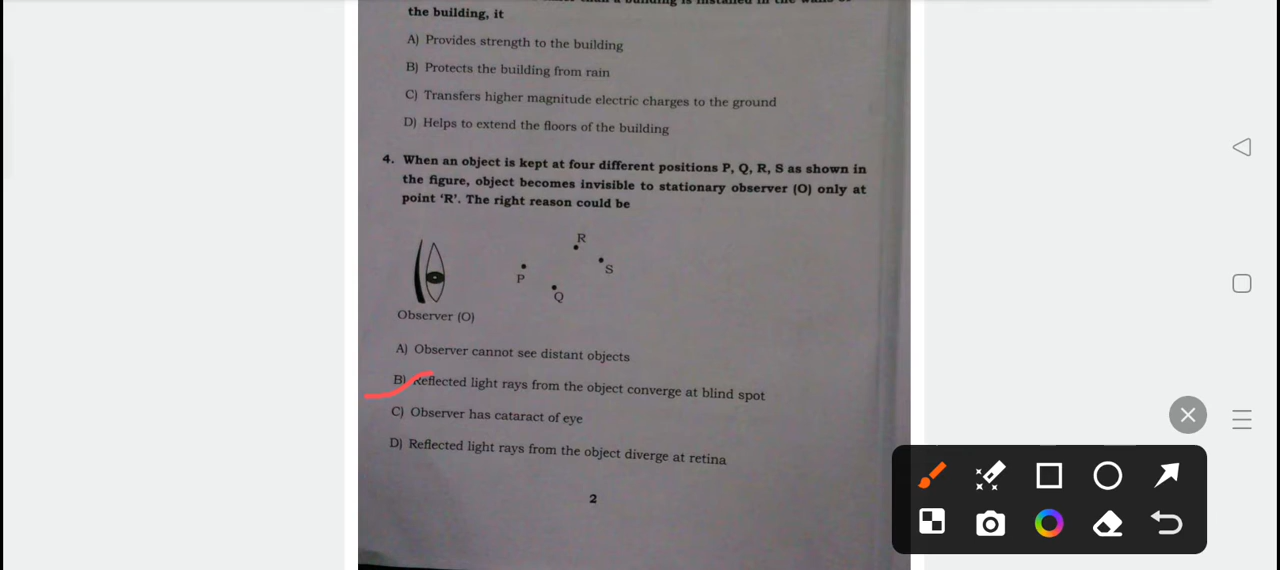 the building, it
A) Provides strength to the building
B) Protects the building from rain
C) Transfers higher magnitude electric charges to the ground
D) Helps to extend the floors of the building
4. When an object is kept at four different positions P, Q, R, S as shown in
the figure, object becomes invisible to stationary observer (O) only at
point ‘R’. The right reason could be
R
S
P
Q
Observer (O)
A) Observer cannot see distant objects
B) Reflected light rays from the object converge at blind spot
C) Observer has cataract of eye
D) Reflected light rays from the object diverge at retina
2